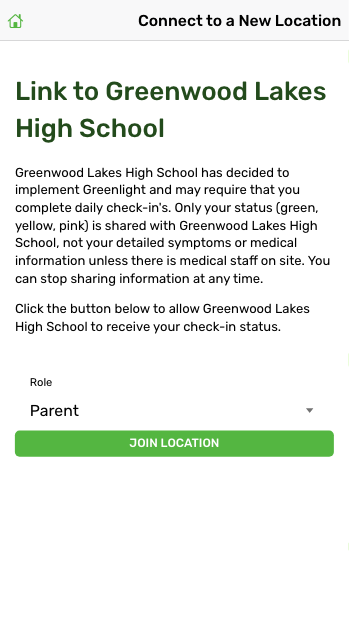 Connect to a New Location
Link to Greenwood Lakes
High School
Greenwood Lakes High School has decided to
implement Greenlight and may require that you
complete daily check-in's. Only your status (green,
yellow, pink) is shared with Greenwood Lakes High
School, not your detailed symptoms or medical
information unless there is medical staff on site. You
can stop sharing information at any time.
Click the button below to allow Greenwood Lakes
High School to receive your check-in status.
Role
Parent
JOIN LOCATION